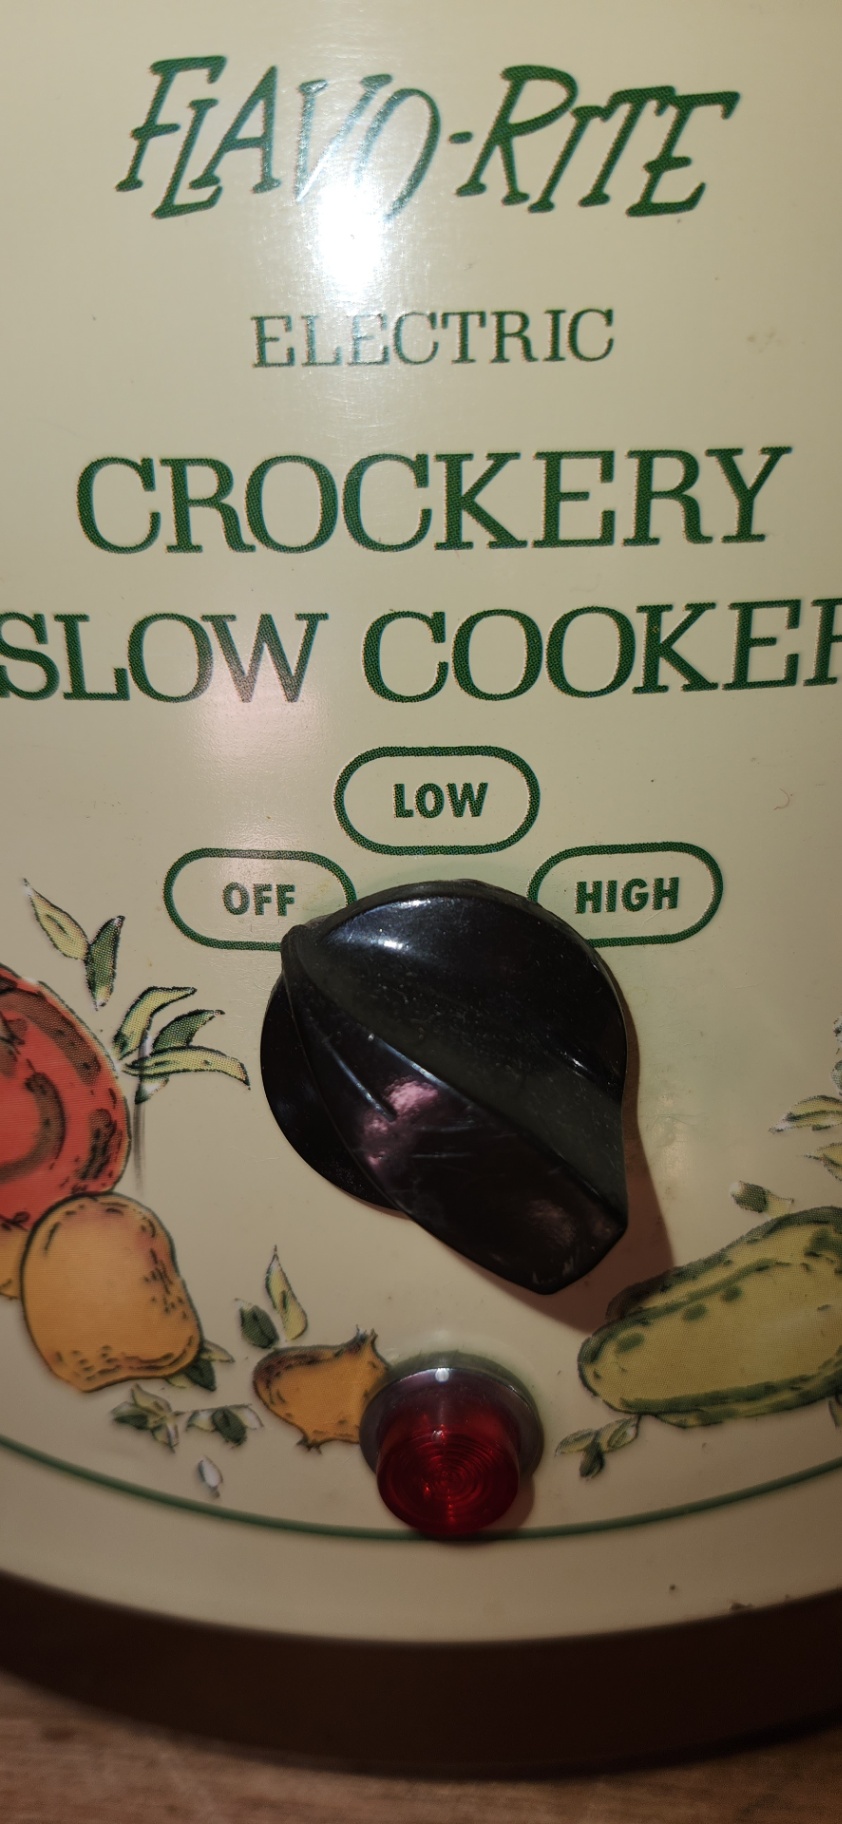 FLAVO-RITE
ELECTRIC
CROCKERY
SLOW COOKER
LOW
OFF HIGH